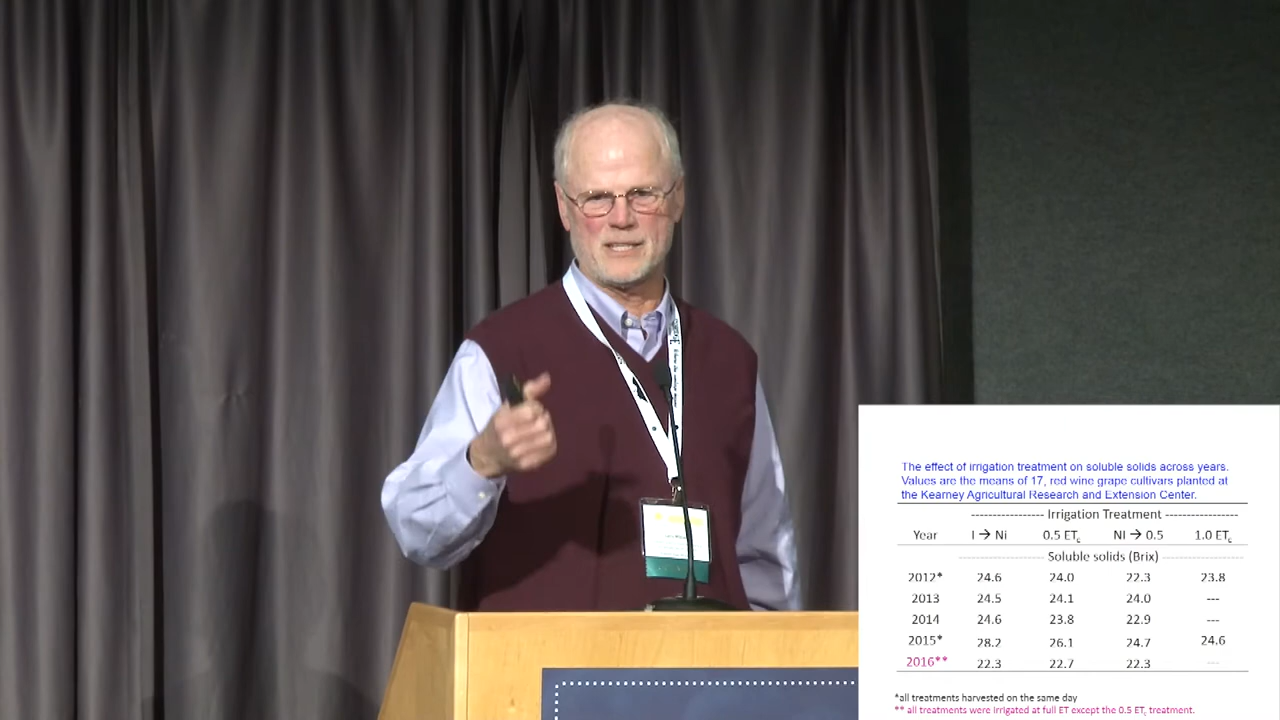 The effect of irrigation treatment on soluble solids across years.
Values are the means of 17, red wine grape cultivars planted at
the Kearney Agricultural Research and Extension Center.
---------------- Irrigation Treatment ----------------
Year I → Ni 0.5 ETc NI → 0.5 1.0 ETc
------------------- Soluble solids (Brix) ------------------
2012* 24.6 24.0 22.3 23.8
2013 24.5 24.1 24.0 ---
2014 24.6 23.8 22.9 ---
2015* 28.2 26.1 24.7 24.6
2016** 22.3 22.7 22.3 ---
*all treatments harvested on the same day
** all treatments were irrigated at full ET except the 0.5 ETc treatment.